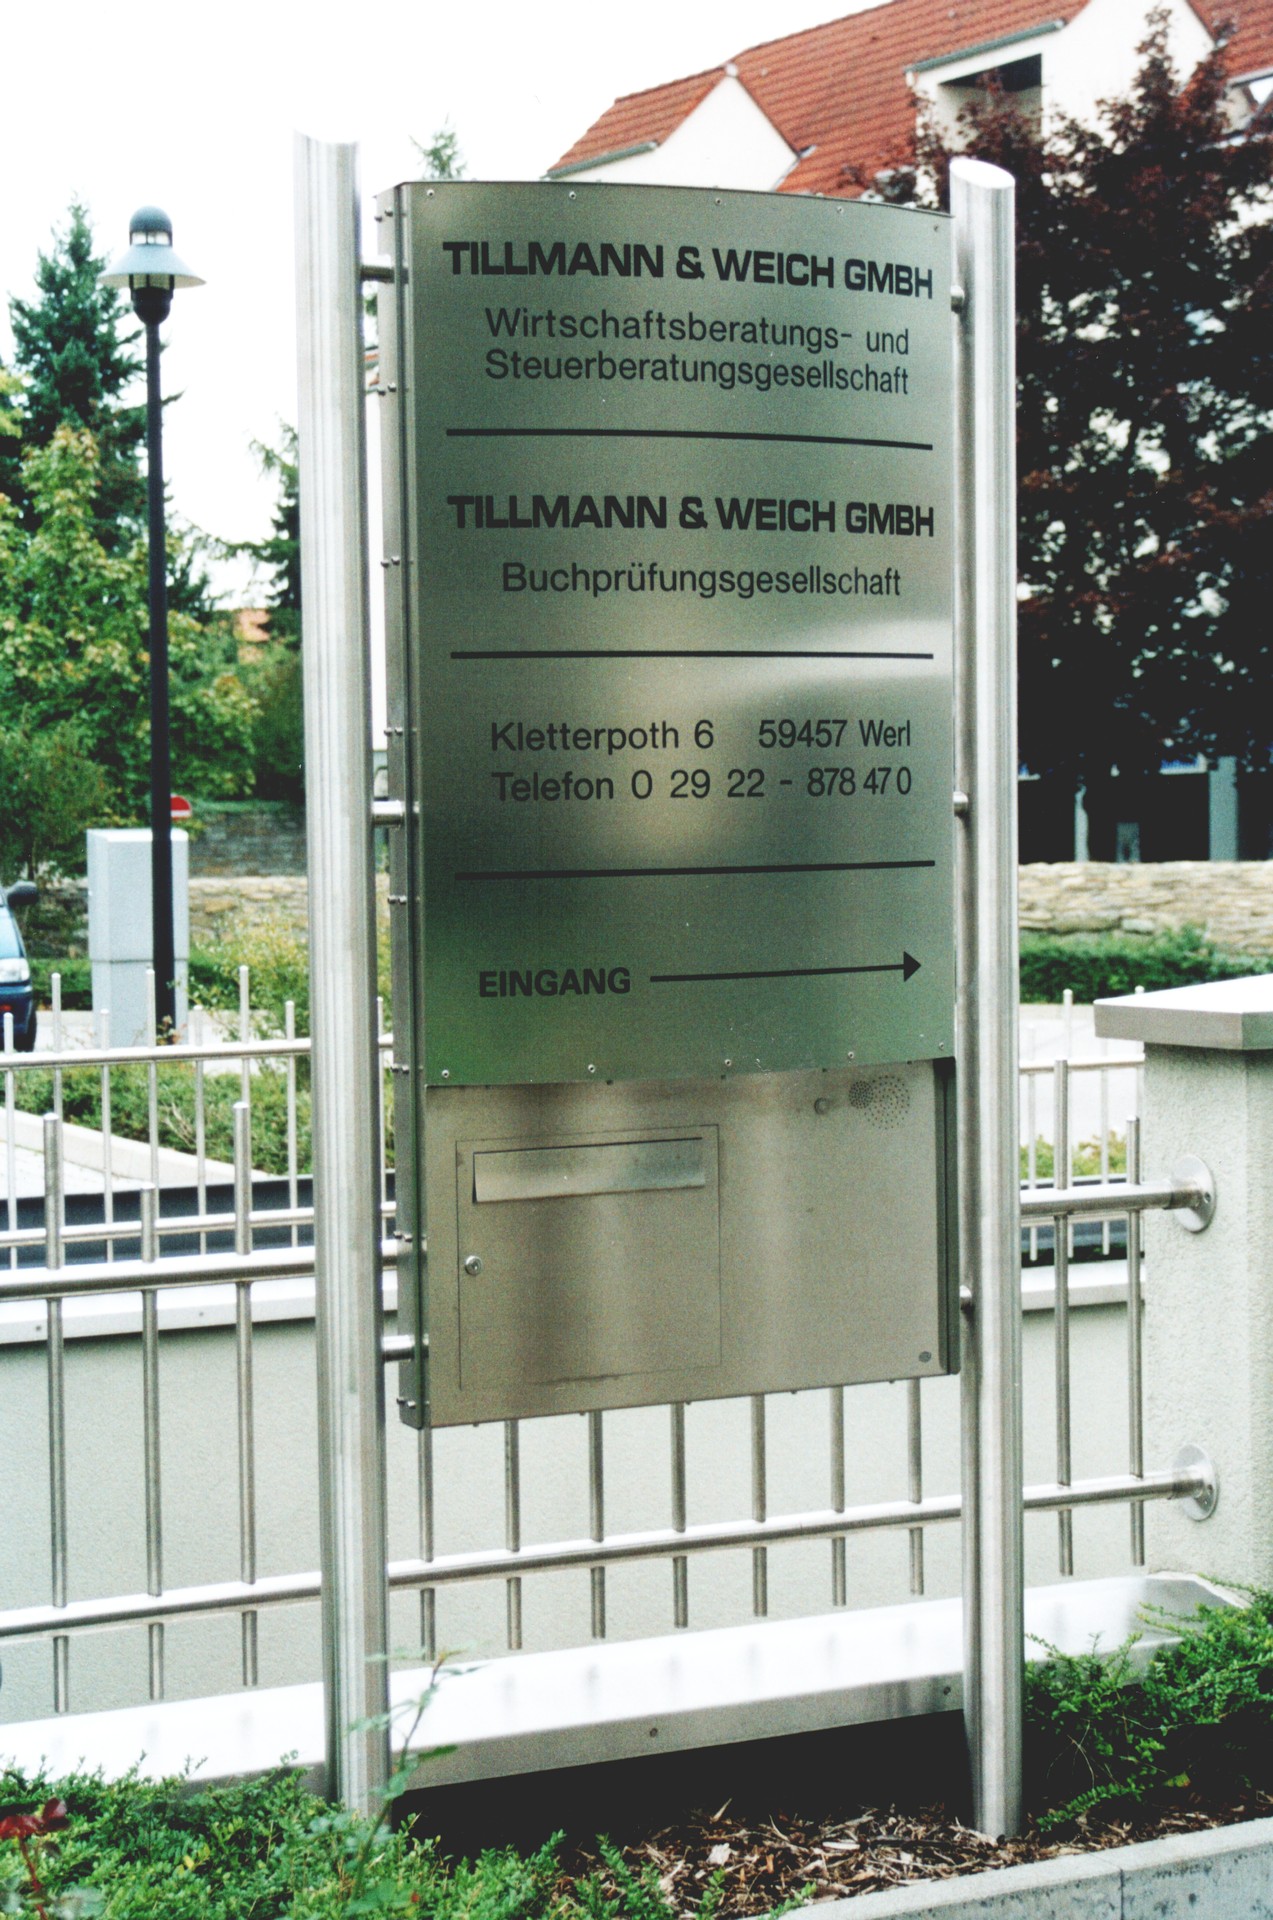 TILLMANN & WEICH GMBH
Wirtschaftsberatungs- und
Steuerberatungsgesellschaft
TILLMANN & WEICH GMBH
Buchprüfungsgesellschaft
Kletterpoth 6 59457 Werl
Telefon 0 29 22 - 878 47 0
EINGANG